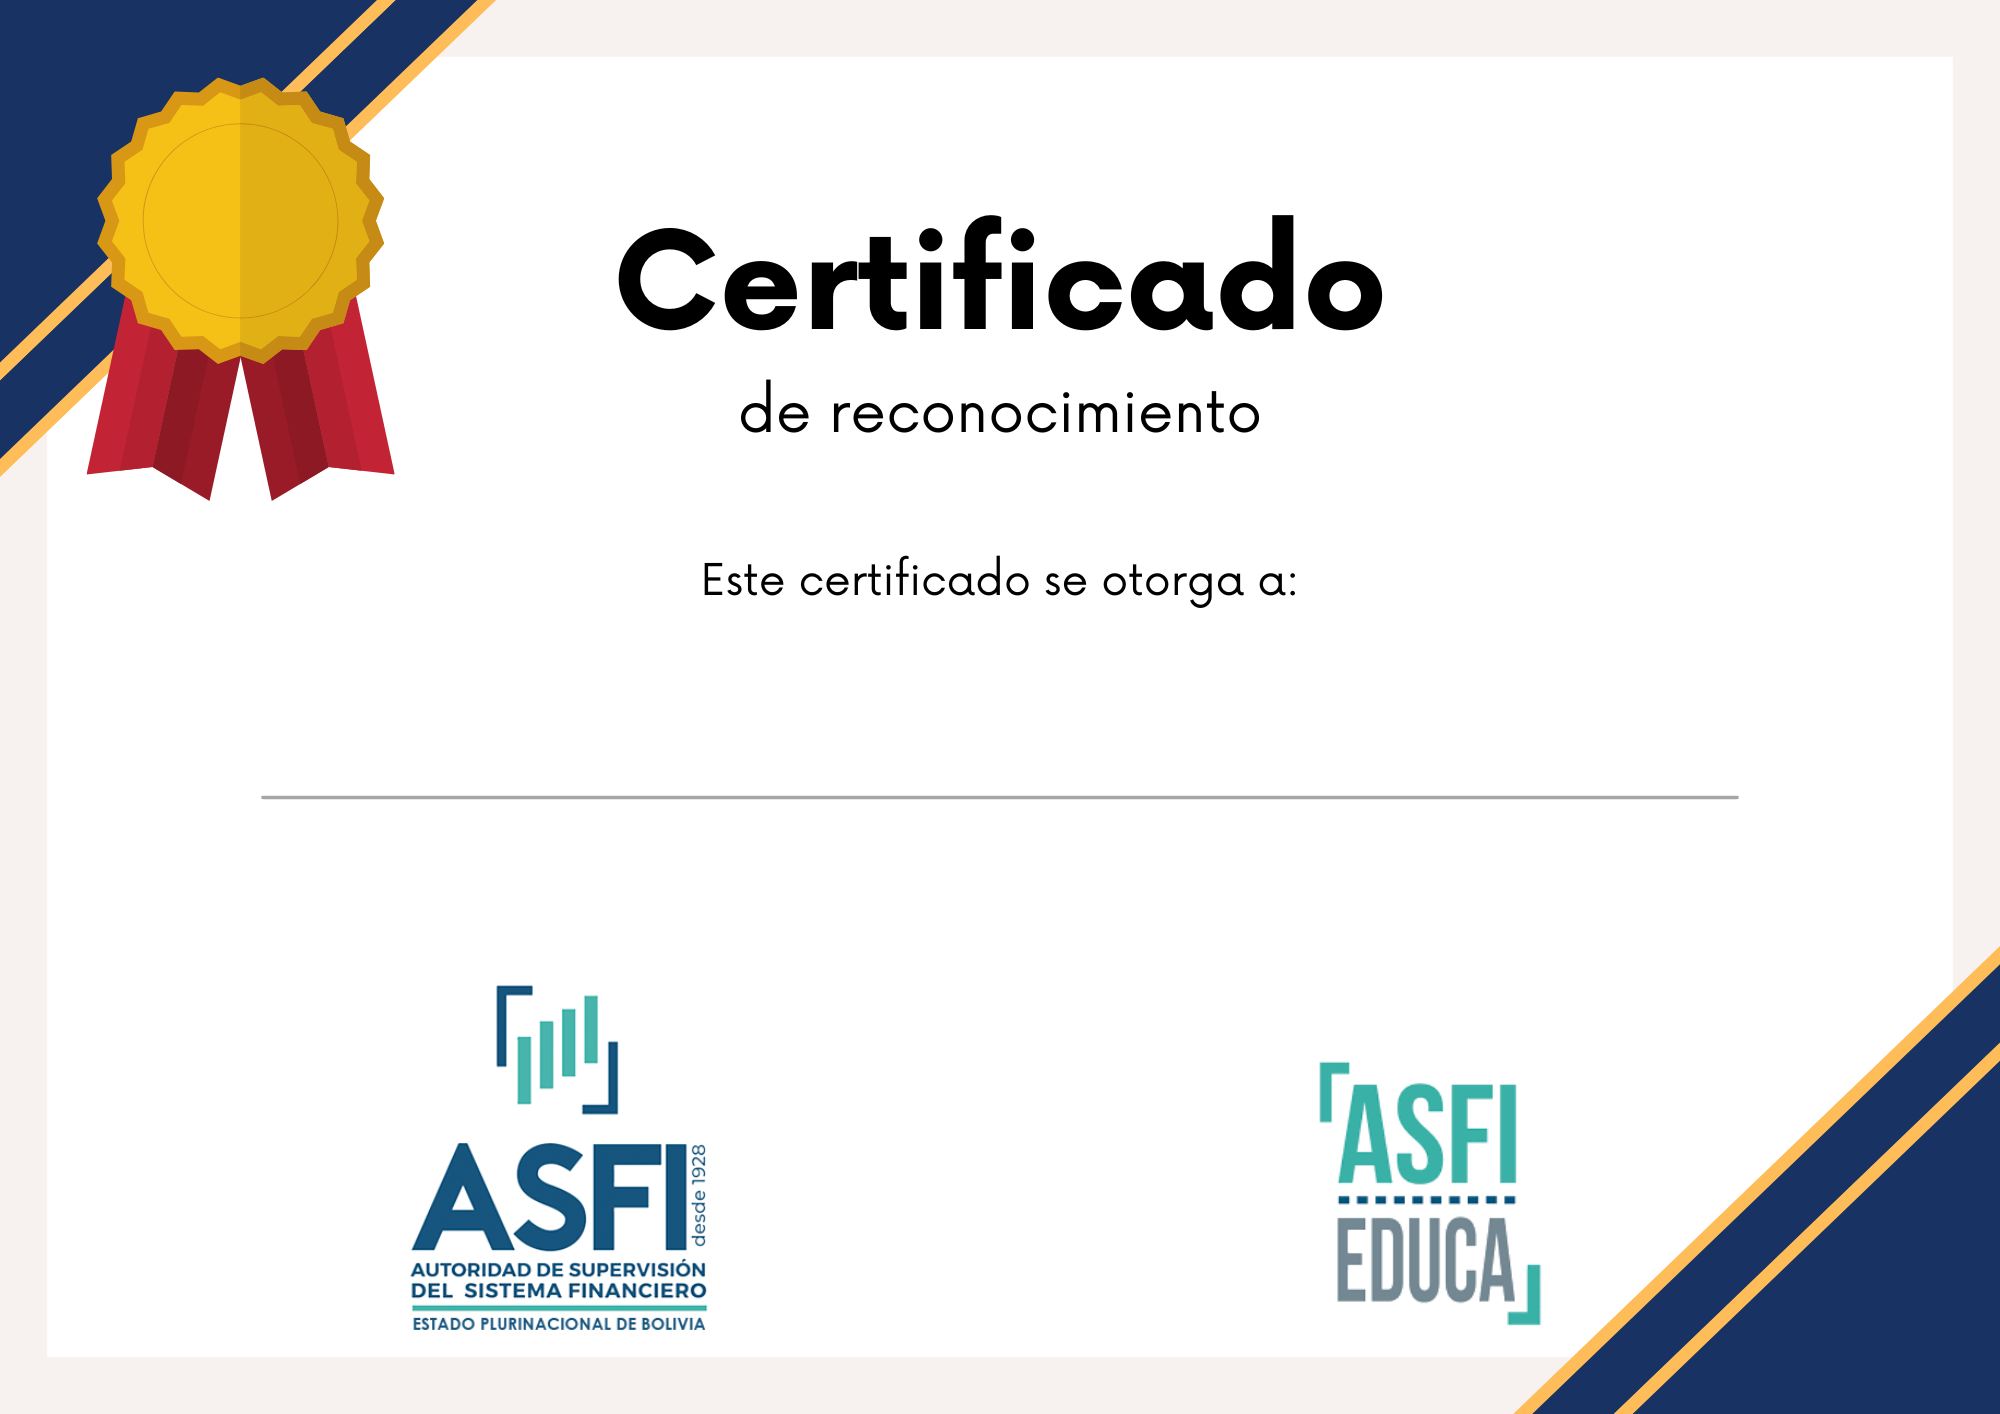 Certificado
de reconocimiento
Este certificado se otorga a:
ASFI
desde 1928
AUTORIDAD DE SUPERVISIÓN
DEL SISTEMA FINANCIERO
ESTADO PLURINACIONAL DE BOLIVIA
ASFI
EDUCA